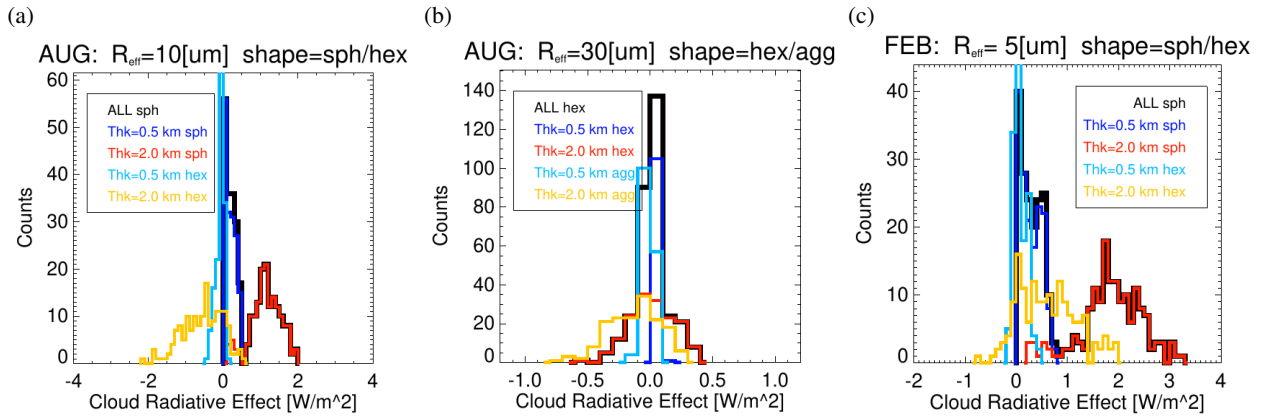 (a)
AUG: Reff=10[um] shape=sph/hex
60
50
40
30
20
10
0
Counts
ALL sph
Thk=0.5 km sph
Thk=2.0 km sph
Thk=0.5 km hex
Thk=2.0 km hex
-4
-2
0
2
4
Cloud Radiative Effect [W/m^2]
(b)
AUG: Reff=30[um] shape=hex/agg
140
120
100
80
60
40
20
0
Counts
ALL hex
Thk=0.5 km hex
Thk=2.0 km hex
Thk=0.5 km agg
Thk=2.0 km agg
-1.0
-0.5
0.0
0.5
1.0
Cloud Radiative Effect [W/m^2]
(c)
FEB: Reff= 5[um] shape=sph/hex
40
30
20
10
0
Counts
ALL sph
Thk=0.5 km sph
Thk=2.0 km sph
Thk=0.5 km hex
Thk=2.0 km hex
-2
-1
0
1
2
3
4
Cloud Radiative Effect [W/m^2]